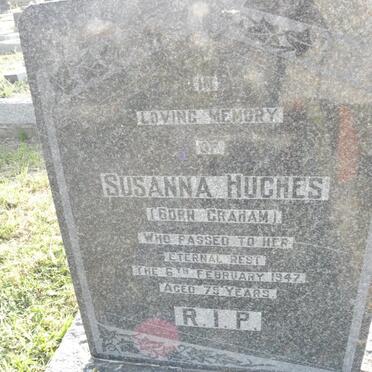 IN
LOVING MEMORY
OF
SUSANNA HUGHES
(BORN GRAHAM)
WHO PASSED TO HER
ETERNAL REST
THE 6TH FEBRUARY 1947
AGED 75 YEARS.
R.I.P.